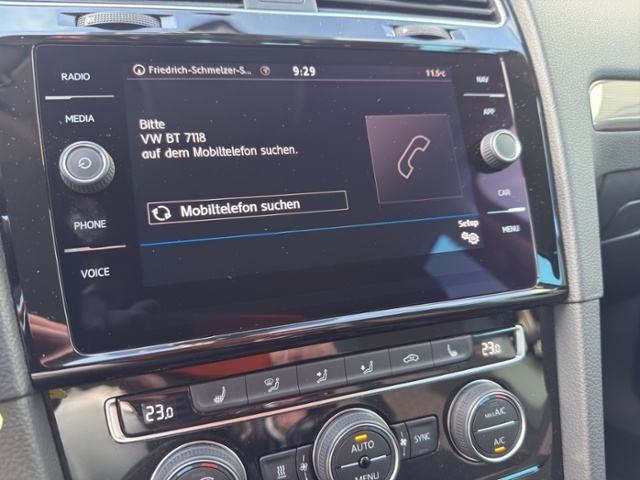 RADIO
MEDIA
PHONE
VOICE
Friedrich-Schmelzer-S... 9:29 11.5°C
Bitte
VW BT 7118
auf dem Mobiltelefon suchen.
Mobiltelefon suchen
Setup
NAV
APP
CAR
MENU
23.0
23.0
AUTO
MENU
SYNC
MAX A/C
A/C